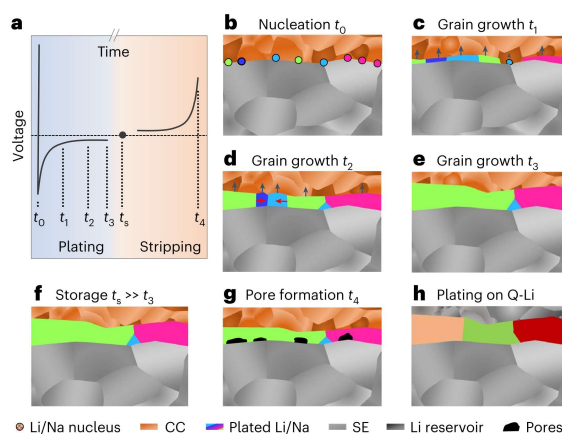 a
Time
Voltage
t0 t1 t2 t3 ts t4
Plating Stripping
b Nucleation t0
c Grain growth t1
d Grain growth t2
e Grain growth t3
f Storage ts >> t3
g Pore formation t4
h Plating on Q-Li
Li/Na nucleus CC Plated Li/Na SE Li reservoir Pores